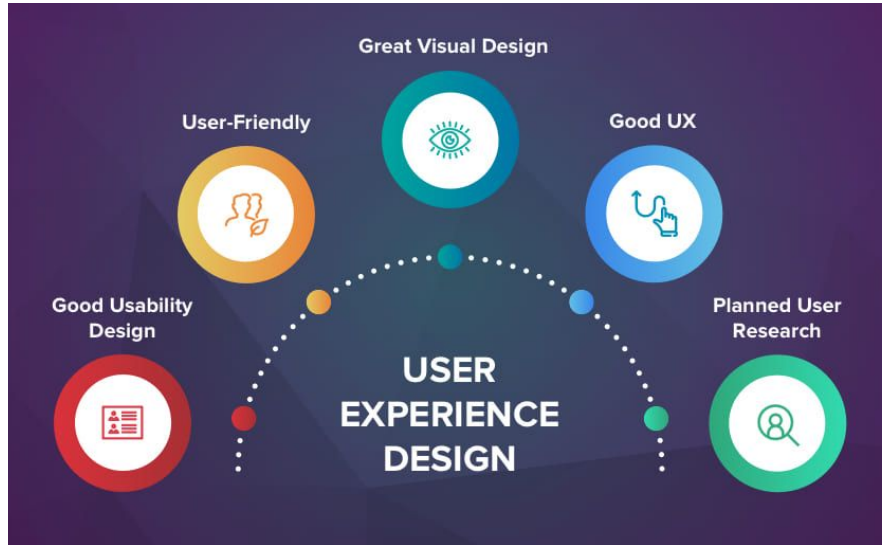 Great Visual Design
User-Friendly
Good UX
Good Usability
Design
Planned User
Research
USER
EXPERIENCE
DESIGN